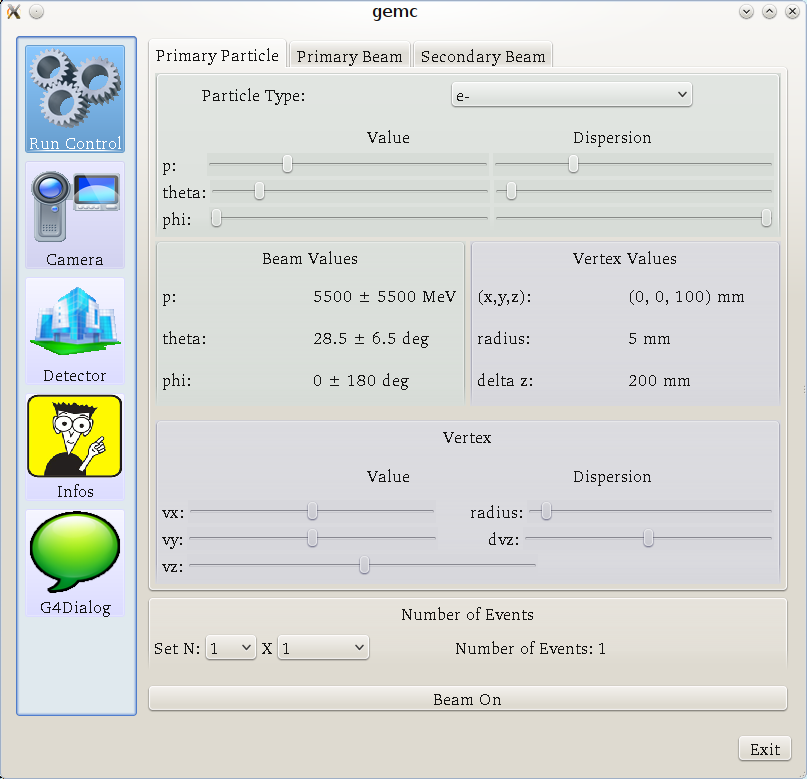 gemc
Run Control
Camera
Detector
Infos
G4Dialog
Primary Particle Primary Beam Secondary Beam
Particle Type: e-
Value Dispersion
p:
theta:
phi:
Beam Values
p: 5500 ± 5500 MeV
theta: 28.5 ± 6.5 deg
phi: 0 ± 180 deg
Vertex Values
(x,y,z): (0, 0, 100) mm
radius: 5 mm
delta z: 200 mm
Vertex
Value Dispersion
vx: radius:
vy: dvz:
vz:
Number of Events
Set N: 1 X 1 Number of Events: 1
Beam On
Exit